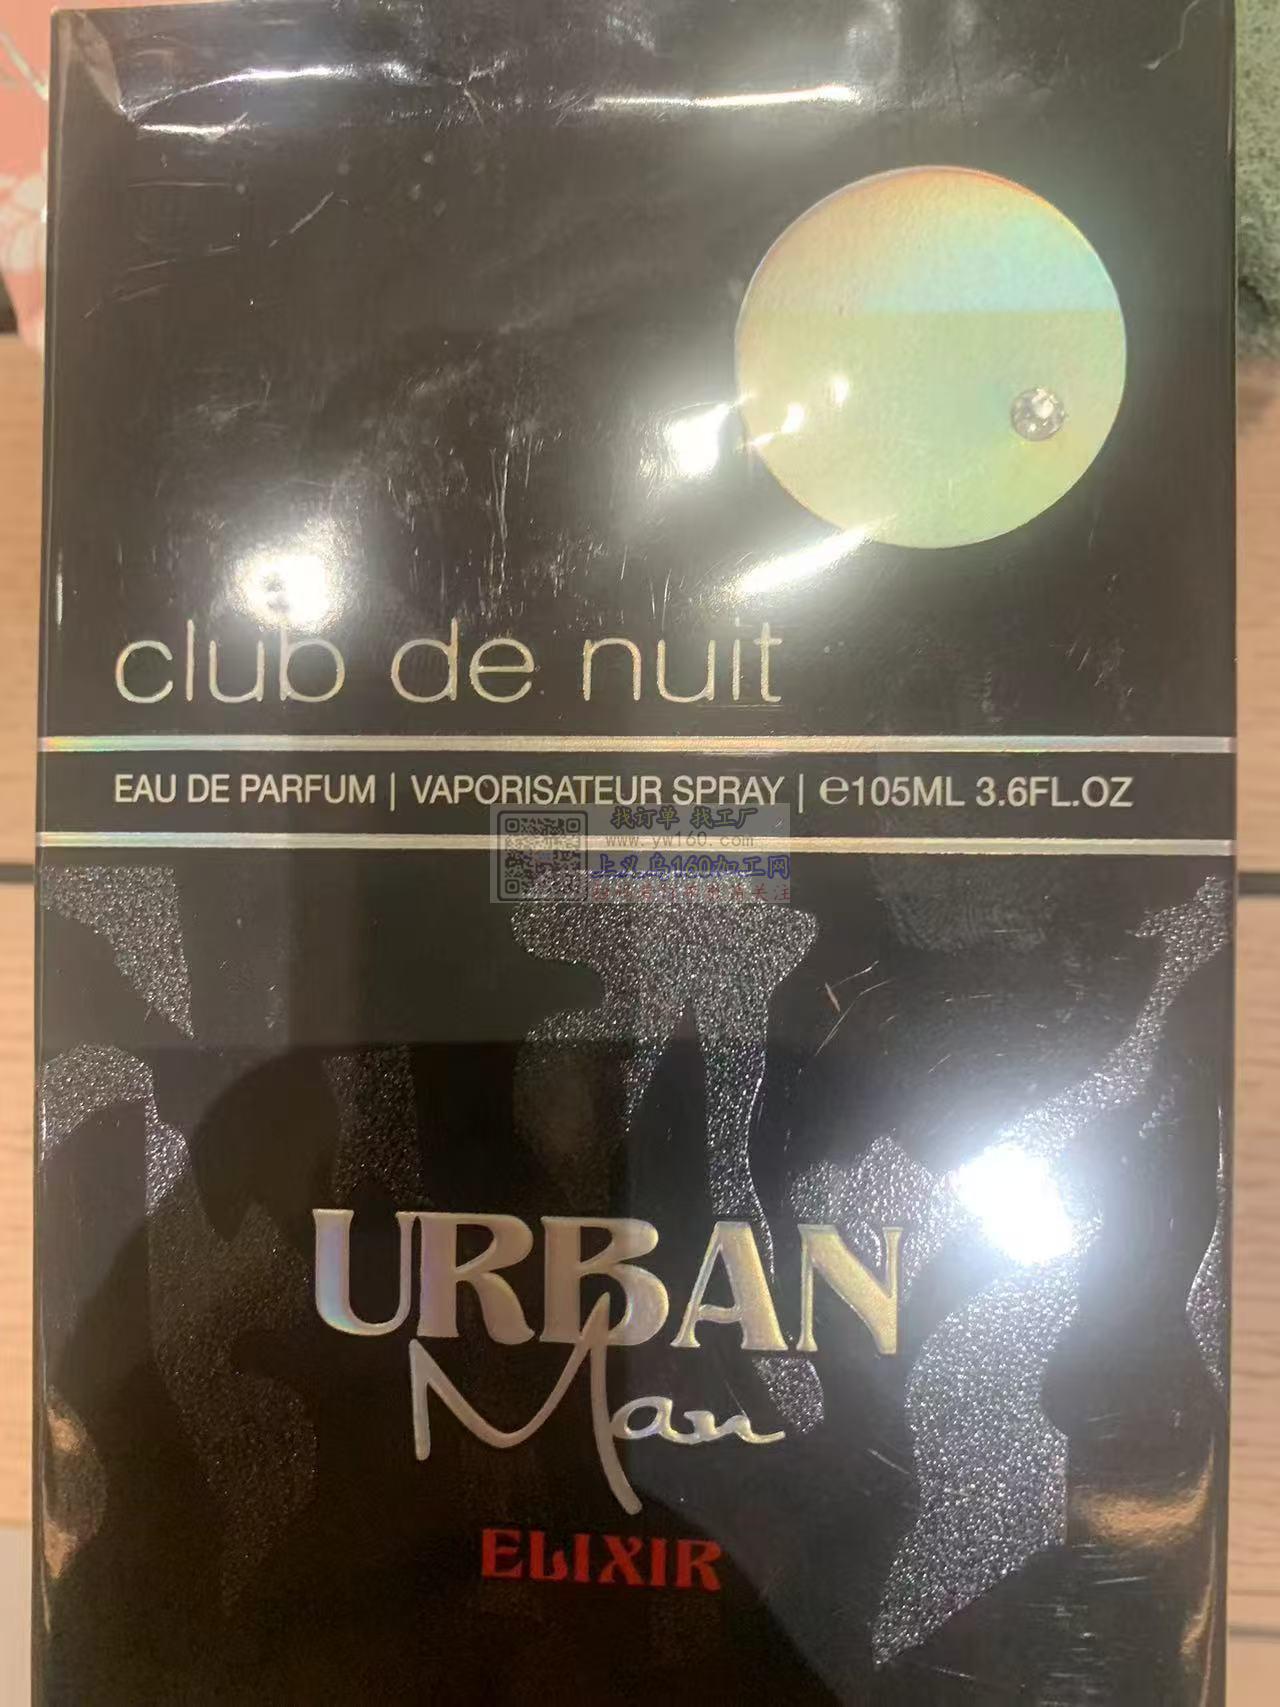 club de nuit
EAU DE PARFUM | VAPORISATEUR SPRAY | ℮105ML 3.6FL.OZ
找订单 找工厂
www.yw160.com
上义乌160加工网
URBAN
Man
ELIXIR